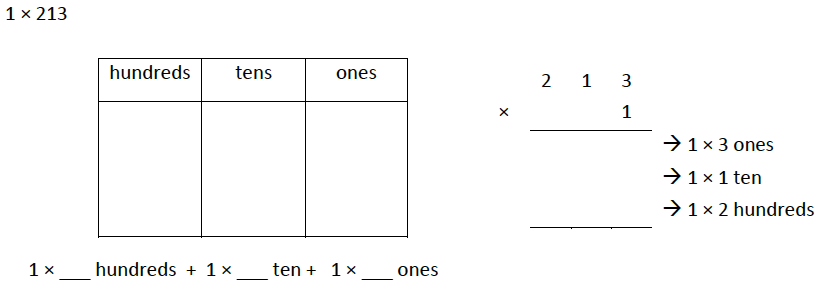 1 × 213
hundreds tens ones
2 1 3
× 1
→ 1 × 3 ones
→ 1 × 1 ten
→ 1 × 2 hundreds
1 × ___ hundreds + 1 × ___ ten + 1 × ___ ones